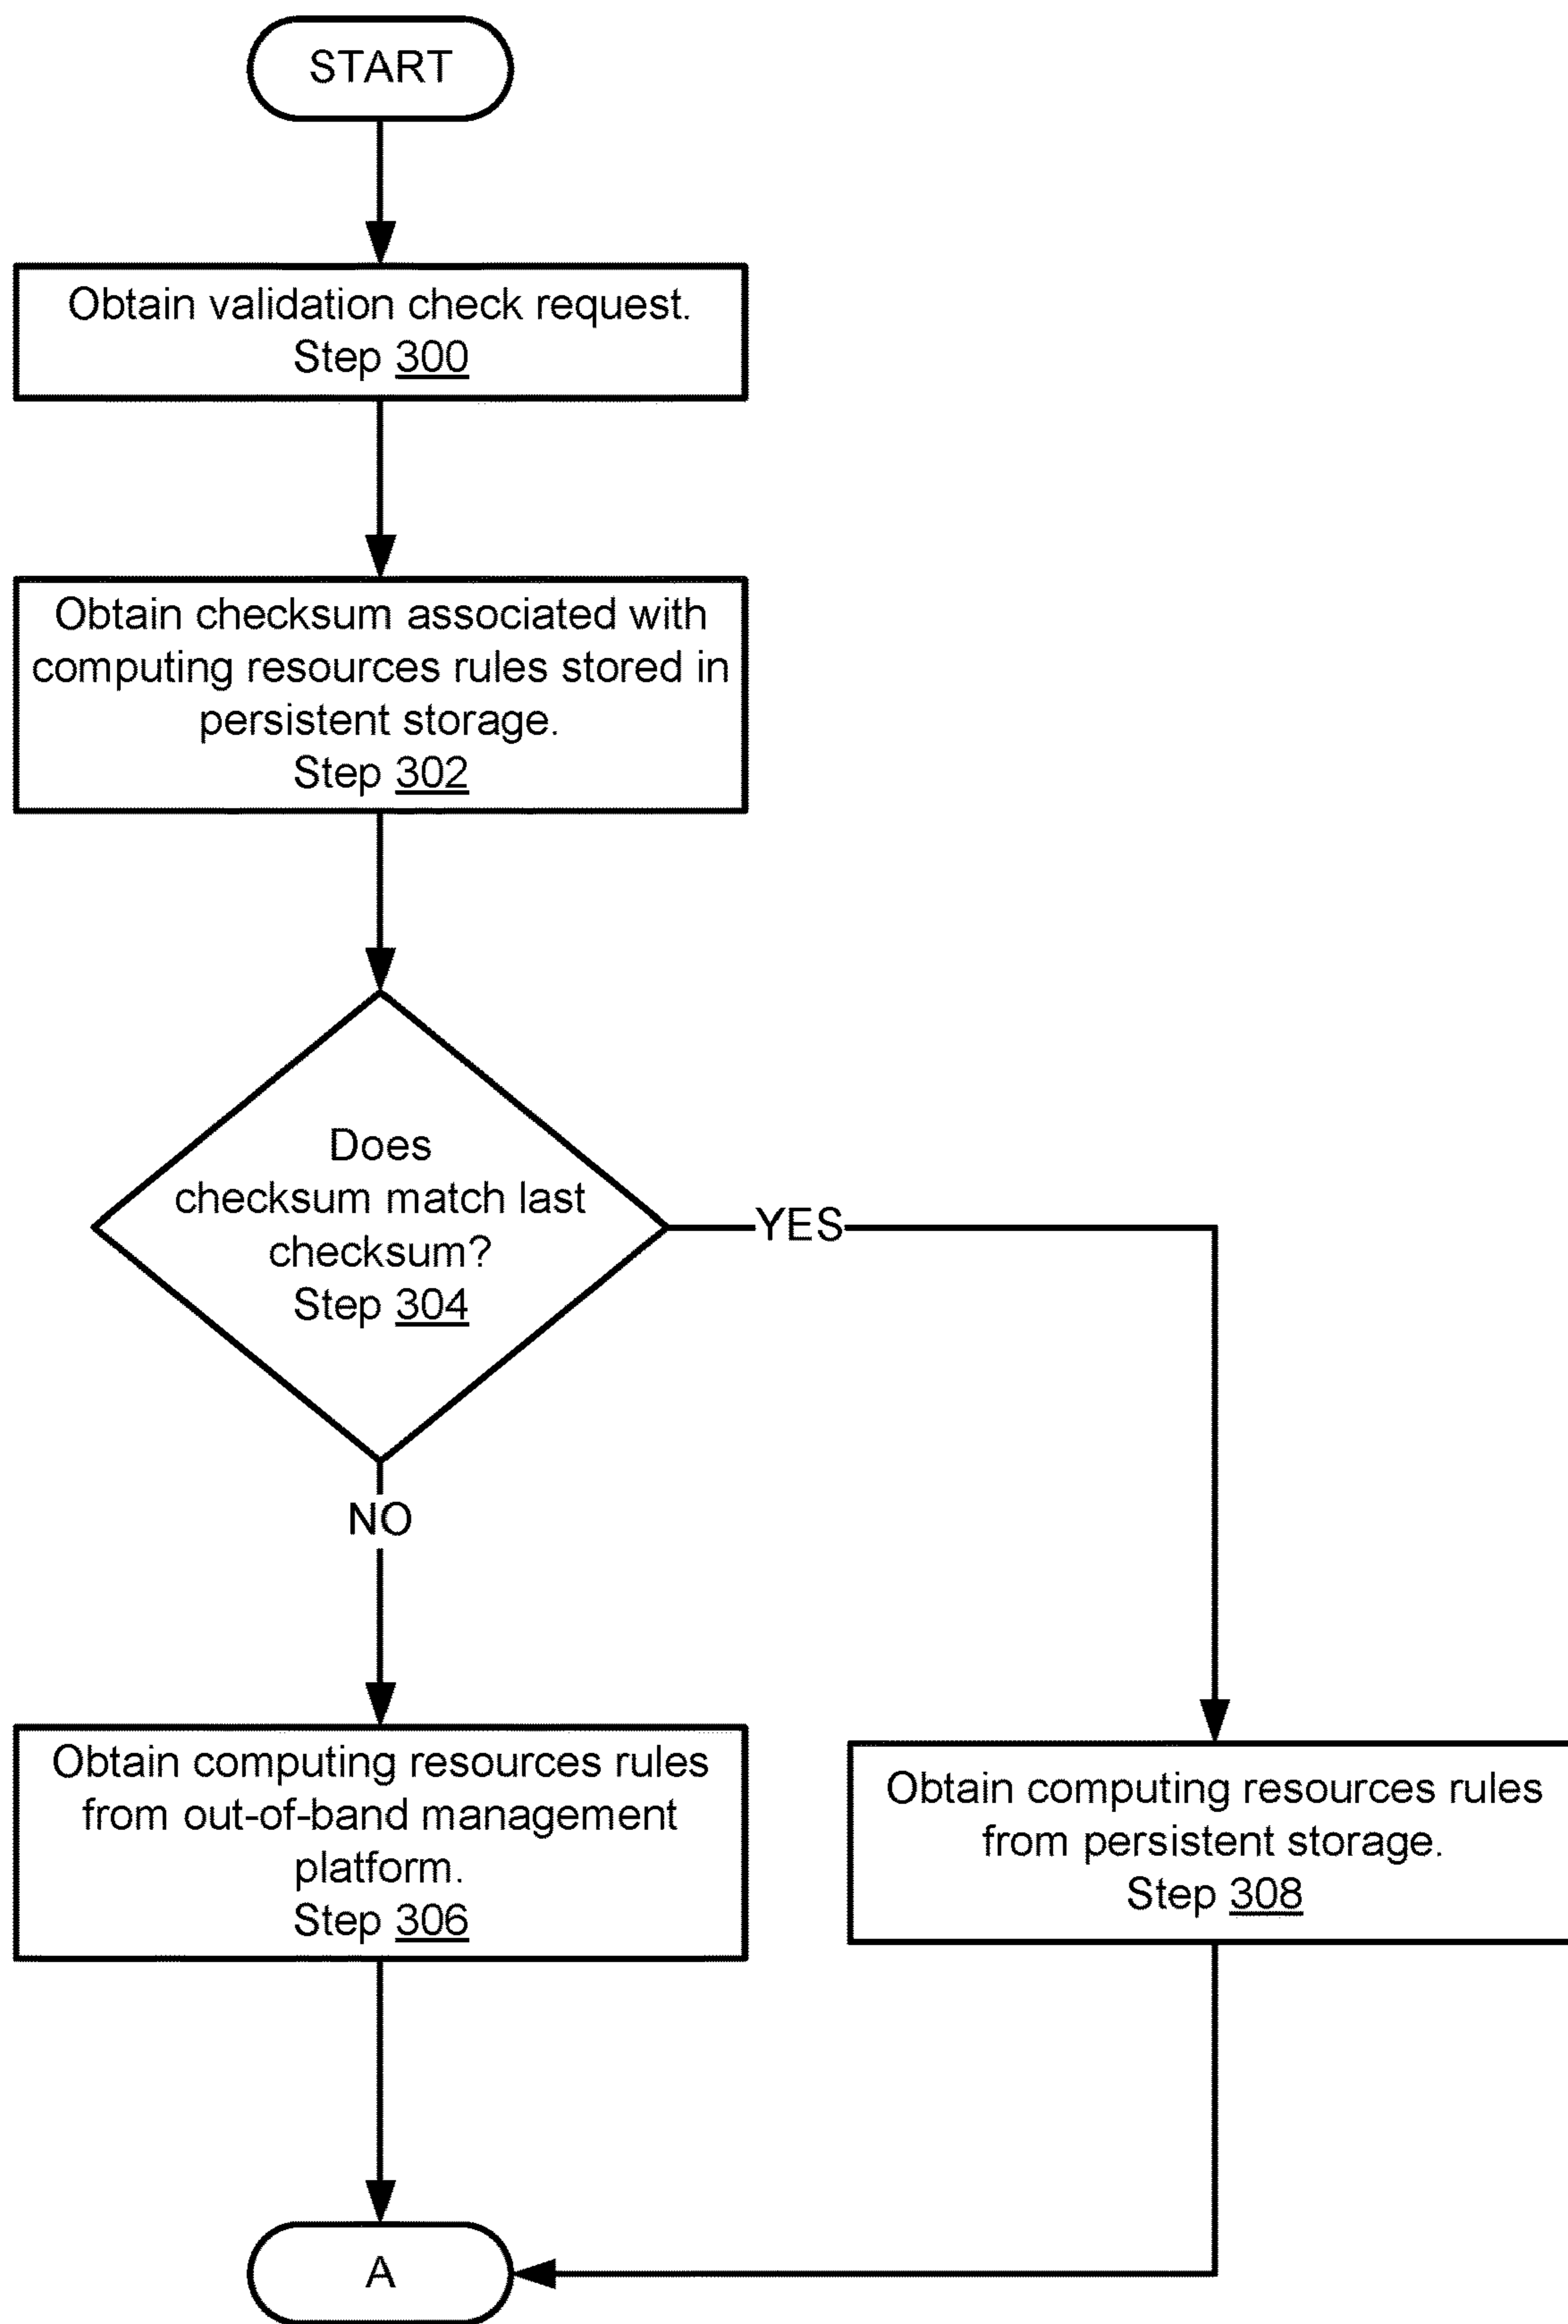 START
Obtain validation check request.
Step 300
Obtain checksum associated with
computing resources rules stored in
persistent storage.
Step 302
Does
checksum match last
checksum?
Step 304
YES
NO
Obtain computing resources rules
from out-of-band management
platform.
Step 306
Obtain computing resources rules
from persistent storage.
Step 308
A